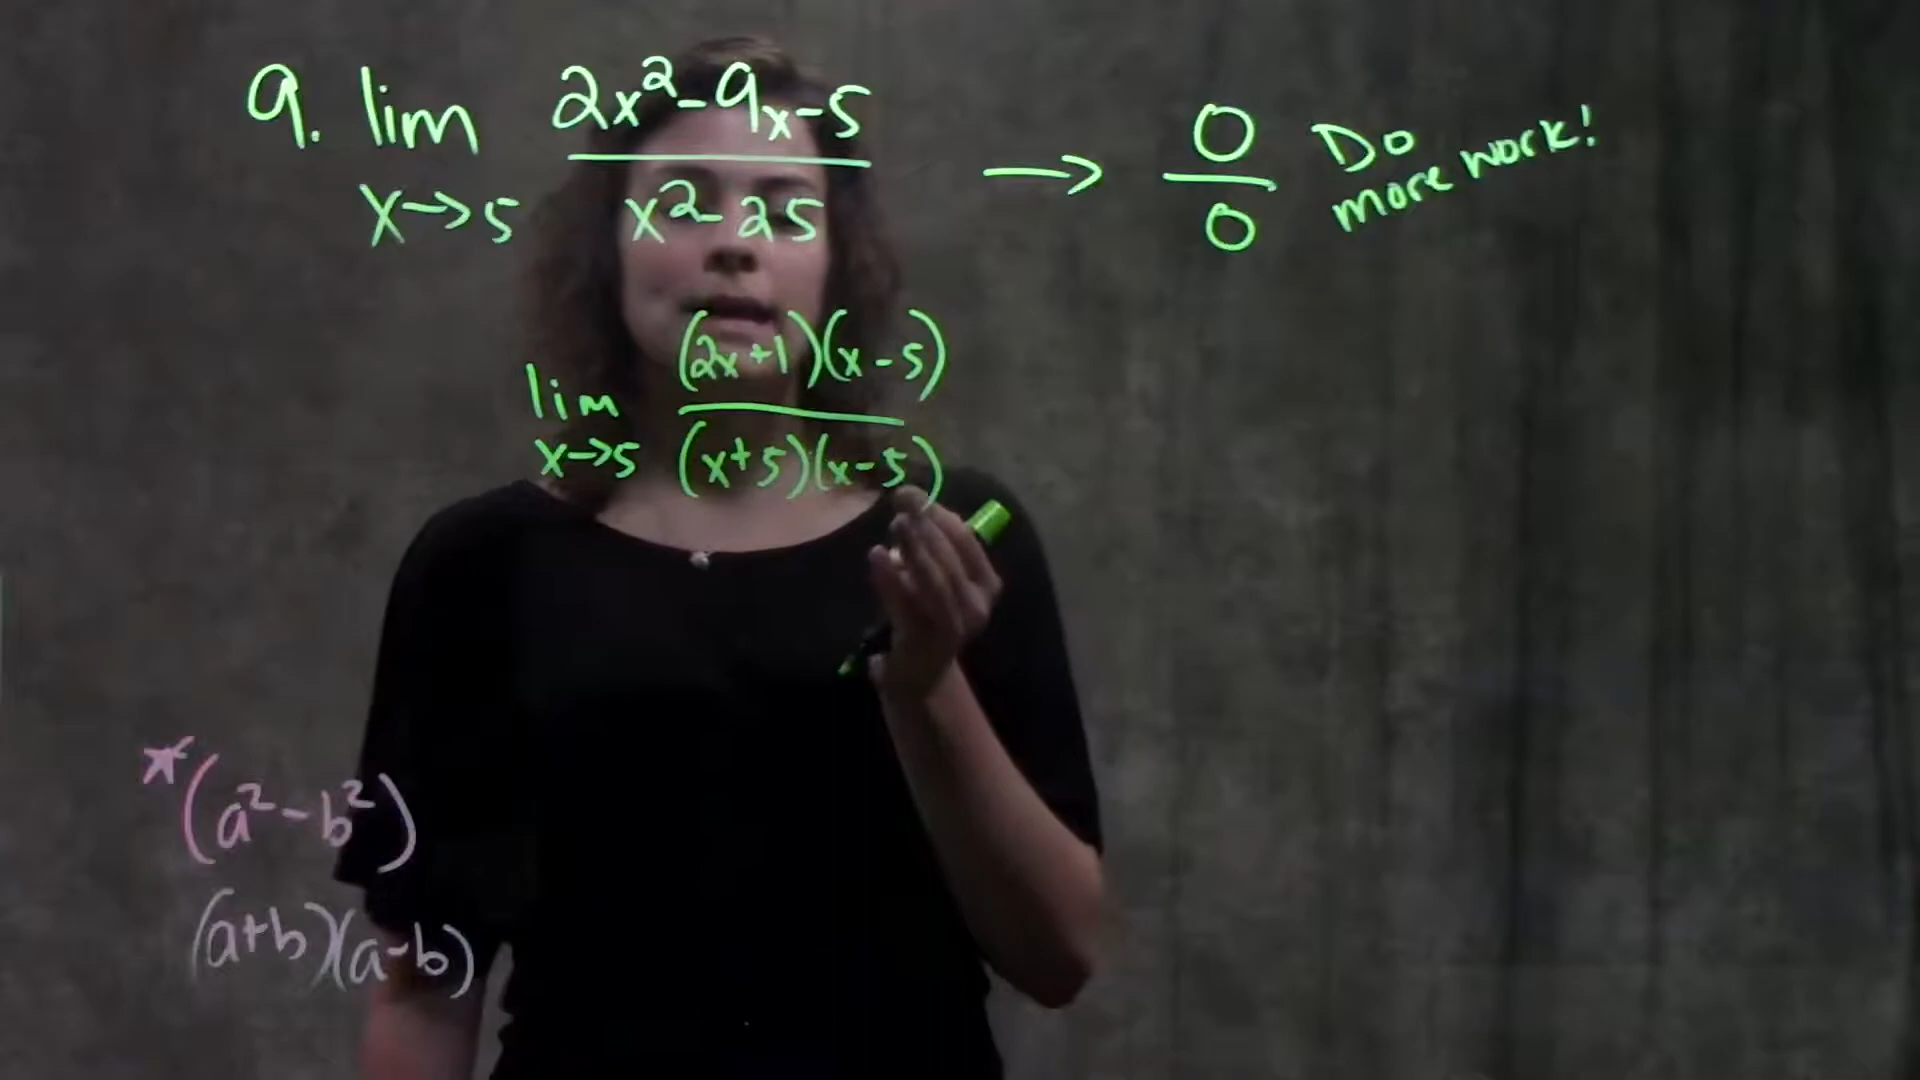 9. lim 2x²-9x-5 → 0 Do
x→5 x²-25 0 more work!
lim (2x+1)(x-5)
x→5 (x+5)(x-5)
*(a²-b²)
(a+b)(a-b)